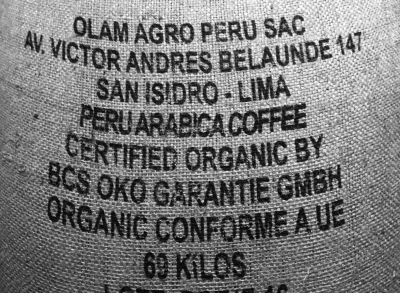 OLAM AGRO PERU SAC
AV. VICTOR ANDRES BELAUNDE 147
SAN ISIDRO - LIMA
PERU ARABICA COFFEE
CERTIFIED ORGANIC BY
BCS OKO GARANTIE GMBH
ORGANIC CONFORME A UE
69 KILOS